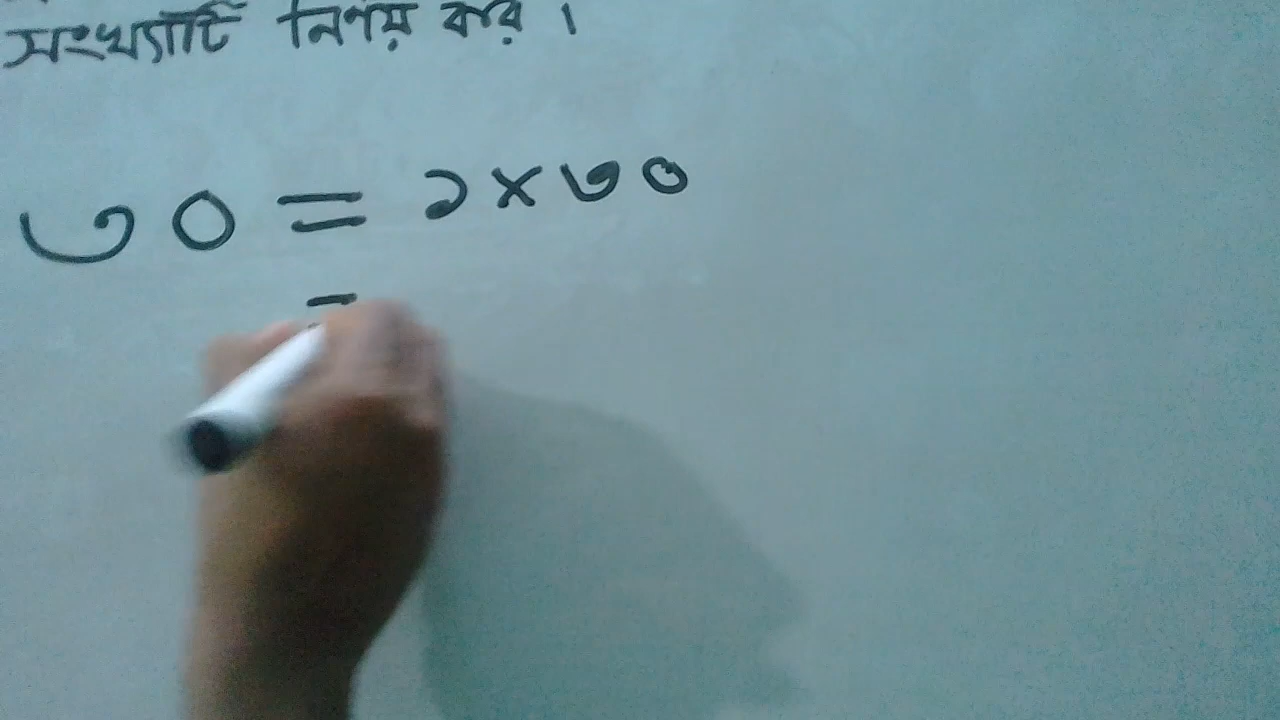 সংখ্যাটি নির্ণয় কর।
৩০ = ১×৩০
=